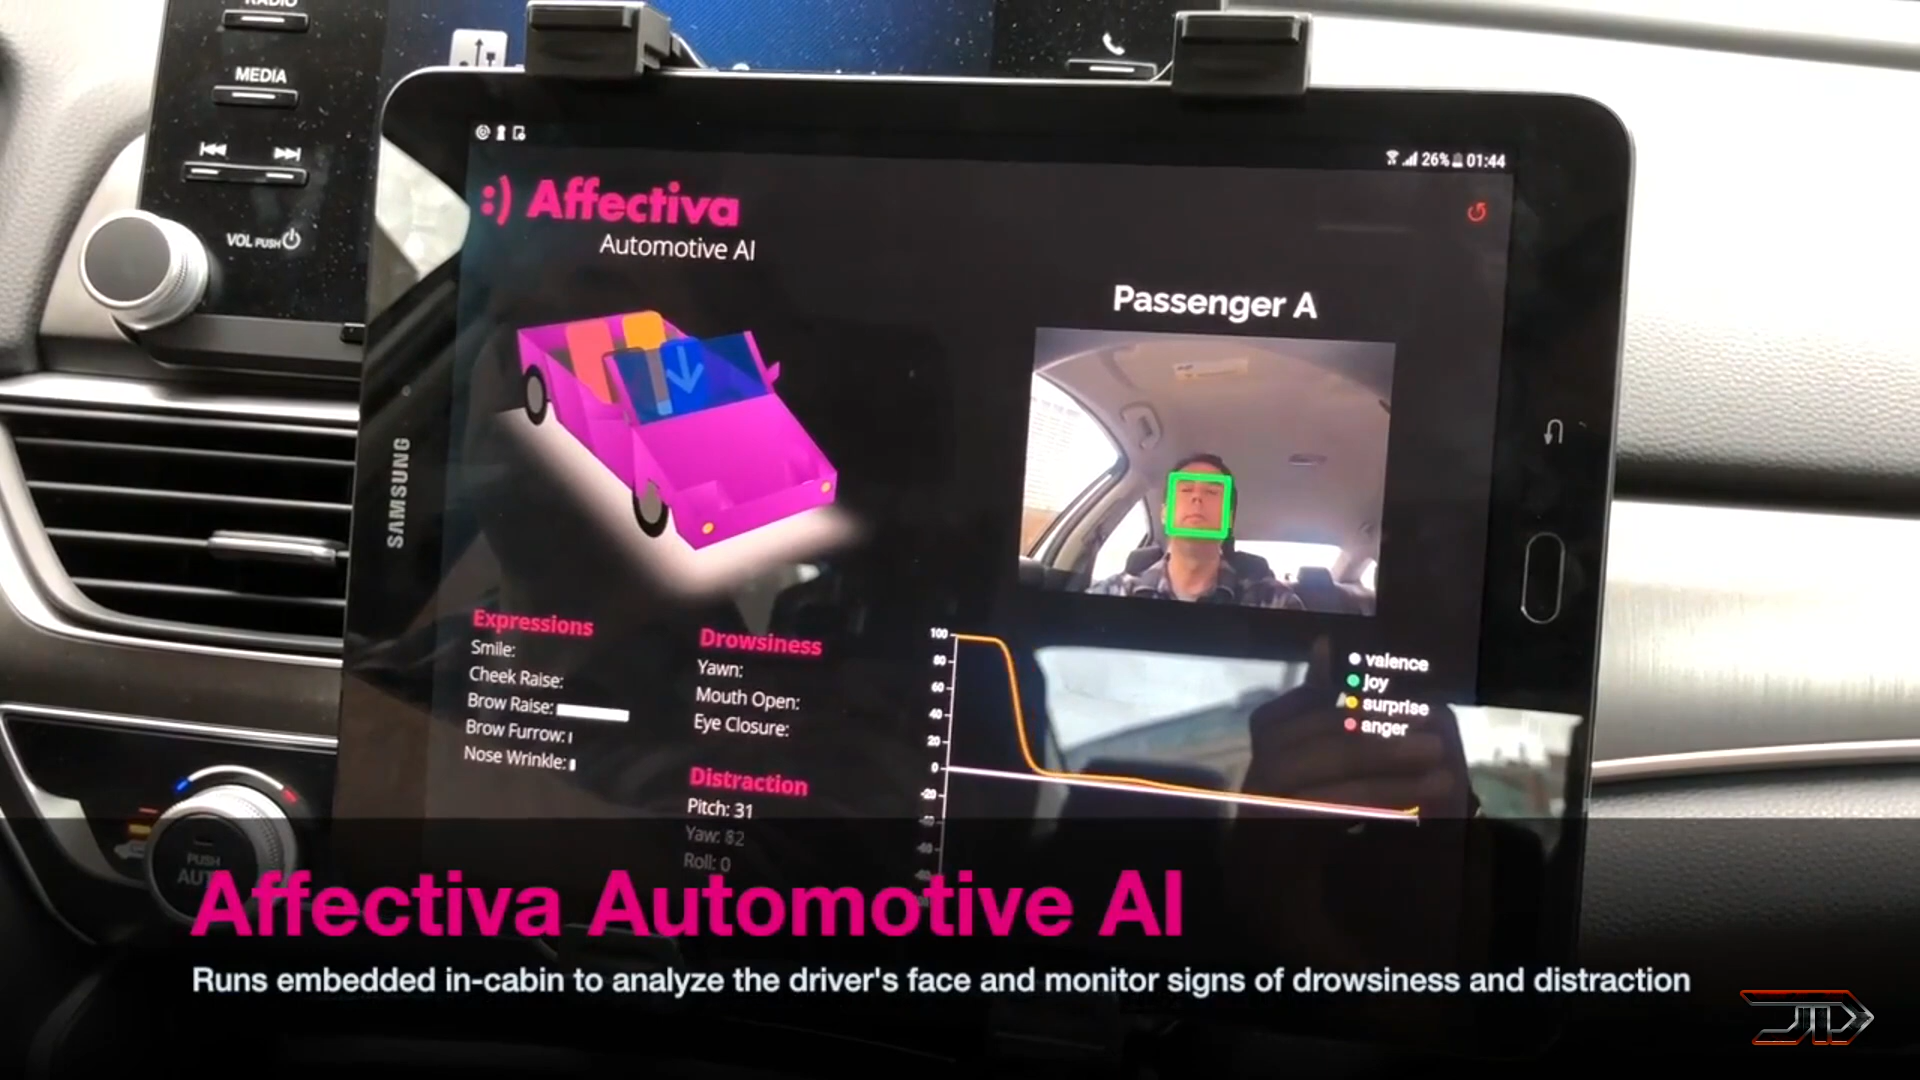 RADIO
MEDIA
VOL PUSH
SAMSUNG
26% 01:44
:) Affectiva
Automotive AI
Passenger A
Expressions
Smile:
Cheek Raise:
Brow Raise:
Brow Furrow:
Nose Wrinkle:
Drowsiness
Yawn:
Mouth Open:
Eye Closure:
Distraction
Pitch: 31
Yaw: 82
Roll: 0
100
80
60
40
20
0
-20
-40
-60
valence
joy
surprise
anger
PUSH
Affectiva Automotive AI
Runs embedded in-cabin to analyze the driver's face and monitor signs of drowsiness and distraction
JTD